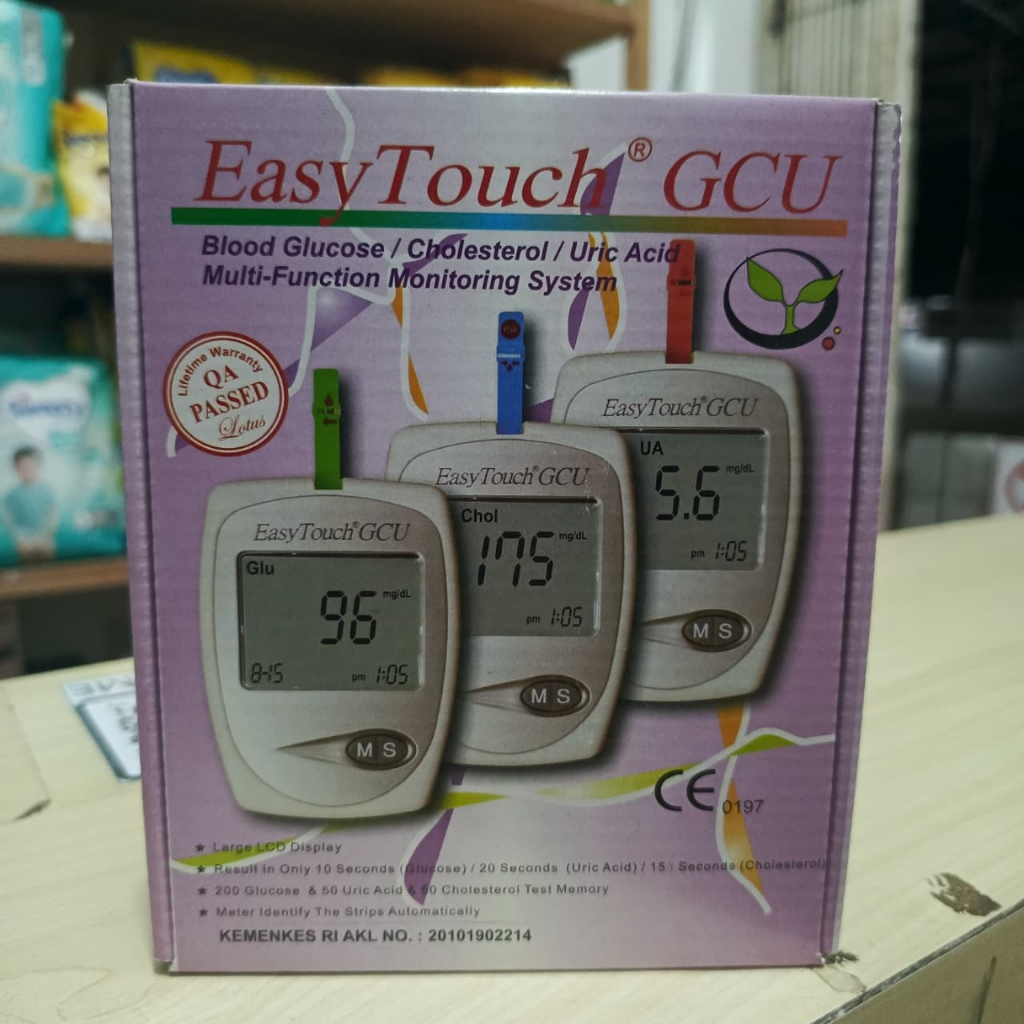 EasyTouch® GCU
Blood Glucose / Cholesterol / Uric Acid
Multi-Function Monitoring System
Lifetime Warranty
QA
PASSED
Lotus
EasyTouch® GCU
UA
5.6 mg/dL
pm 1:05
M S
EasyTouch® GCU
Chol
175 mg/dL
pm 1:05
M S
EasyTouch® GCU
Glu
96 mg/dL
8-15 pm 1:05
M S
CE 0197
★ Large LCD Display
★ Result In Only 10 Seconds (Glucose) / 20 Seconds (Uric Acid) / 15 Seconds (Cholesterol)
★ 200 Glucose & 50 Uric Acid & 50 Cholesterol Test Memory
★ Meter Identify The Strips Automatically
KEMENKES RI AKL NO. : 20101902214